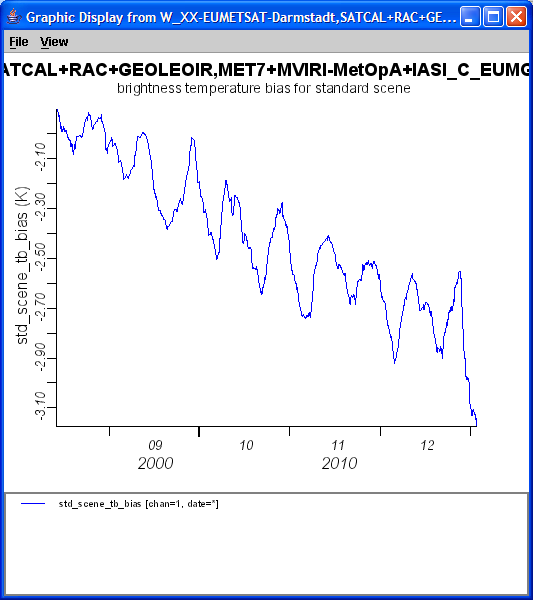 Graphic Display from W_XX-EUMETSAT-Darmstadt,SATCAL+RAC+GE...
File View
ATCAL+RAC+GEOLEOIR,MET7+MVIRI-MetOpA+IASI_C_EUMG
brightness temperature bias for standard scene
std_scene_tb_bias (K)
-2.10
-2.30
-2.50
-2.70
-2.90
-3.10
09 10 11 12
2000 2010
std_scene_tb_bias [chan=1, date=*]